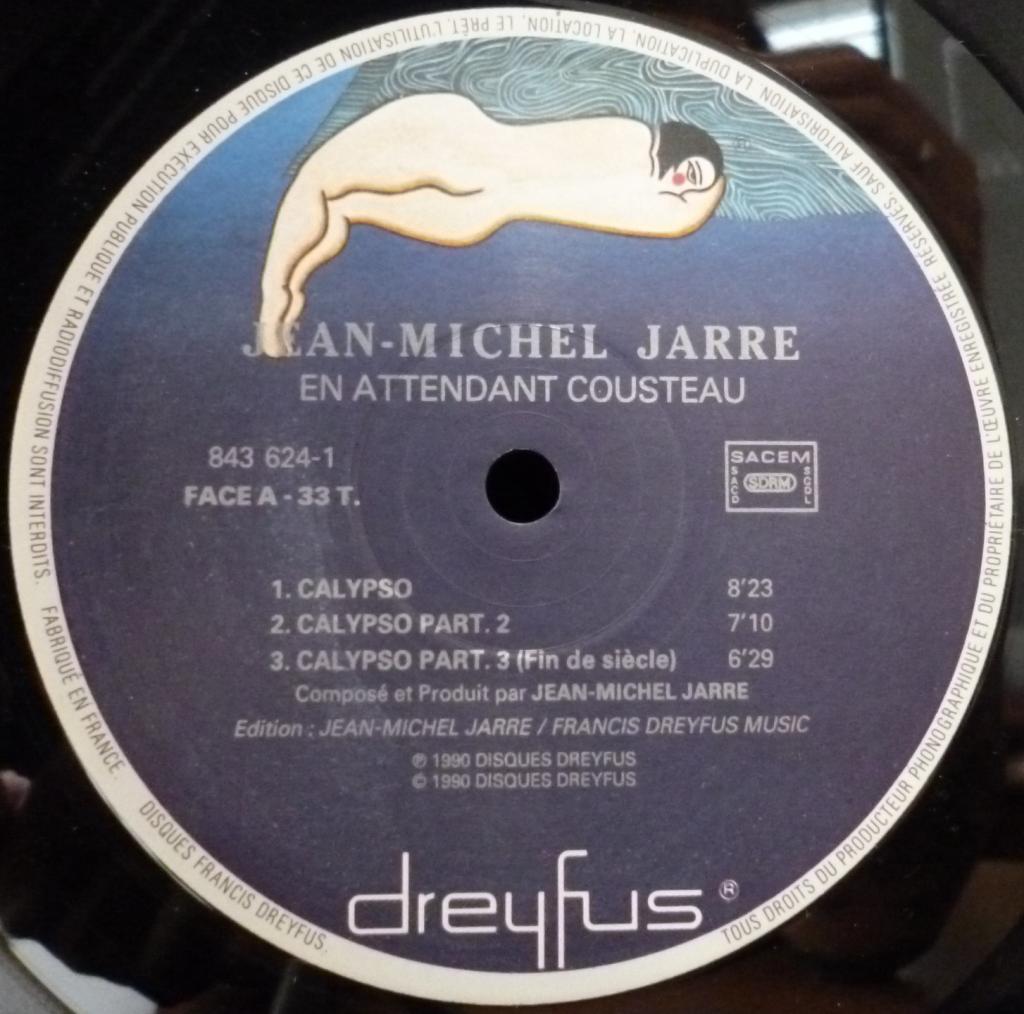 JEAN-MICHEL JARRE
EN ATTENDANT COUSTEAU
843 624-1
FACE A - 33 T.
SACEM
SACD
SDRM
SGDL
1. CALYPSO 8'23
2. CALYPSO PART. 2 7'10
3. CALYPSO PART. 3 (Fin de siècle) 6'29
Composé et Produit par JEAN-MICHEL JARRE
Edition : JEAN-MICHEL JARRE / FRANCIS DREYFUS MUSIC
℗ 1990 DISQUES DREYFUS
© 1990 DISQUES DREYFUS
dreyfus ®
TOUS DROITS DU PRODUCTEUR PHONOGRAPHIQUE ET DU PROPRIÉTAIRE DE L'ŒUVRE ENREGISTRÉE RÉSERVÉS. SAUF AUTORISATION, LA DUPLICATION, LA LOCATION, LE PRÊT, L'UTILISATION DE CE DISQUE POUR EXÉCUTION PUBLIQUE ET RADIODIFFUSION SONT INTERDITS. FABRIQUÉ EN FRANCE. DISQUES FRANCIS DREYFUS.